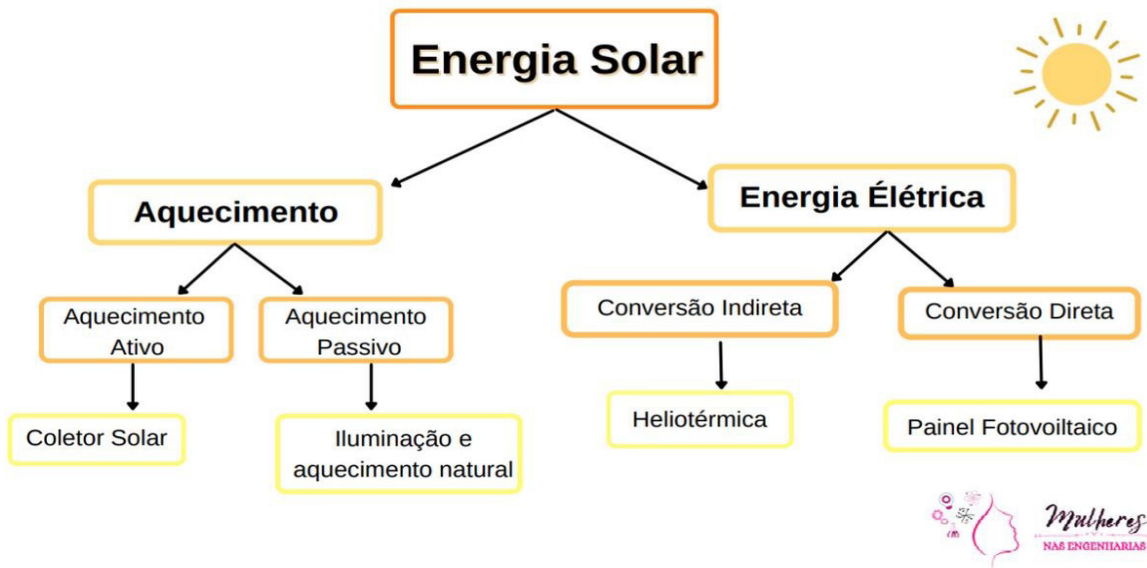 Energia Solar
Aquecimento
Energia Élétrica
Aquecimento
Ativo
Aquecimento
Passivo
Conversão Indireta
Conversão Direta
Coletor Solar
Iluminação e
aquecimento natural
Heliotérmica
Painel Fotovoiltaico
Mulheres
NAS ENGENHARIAS